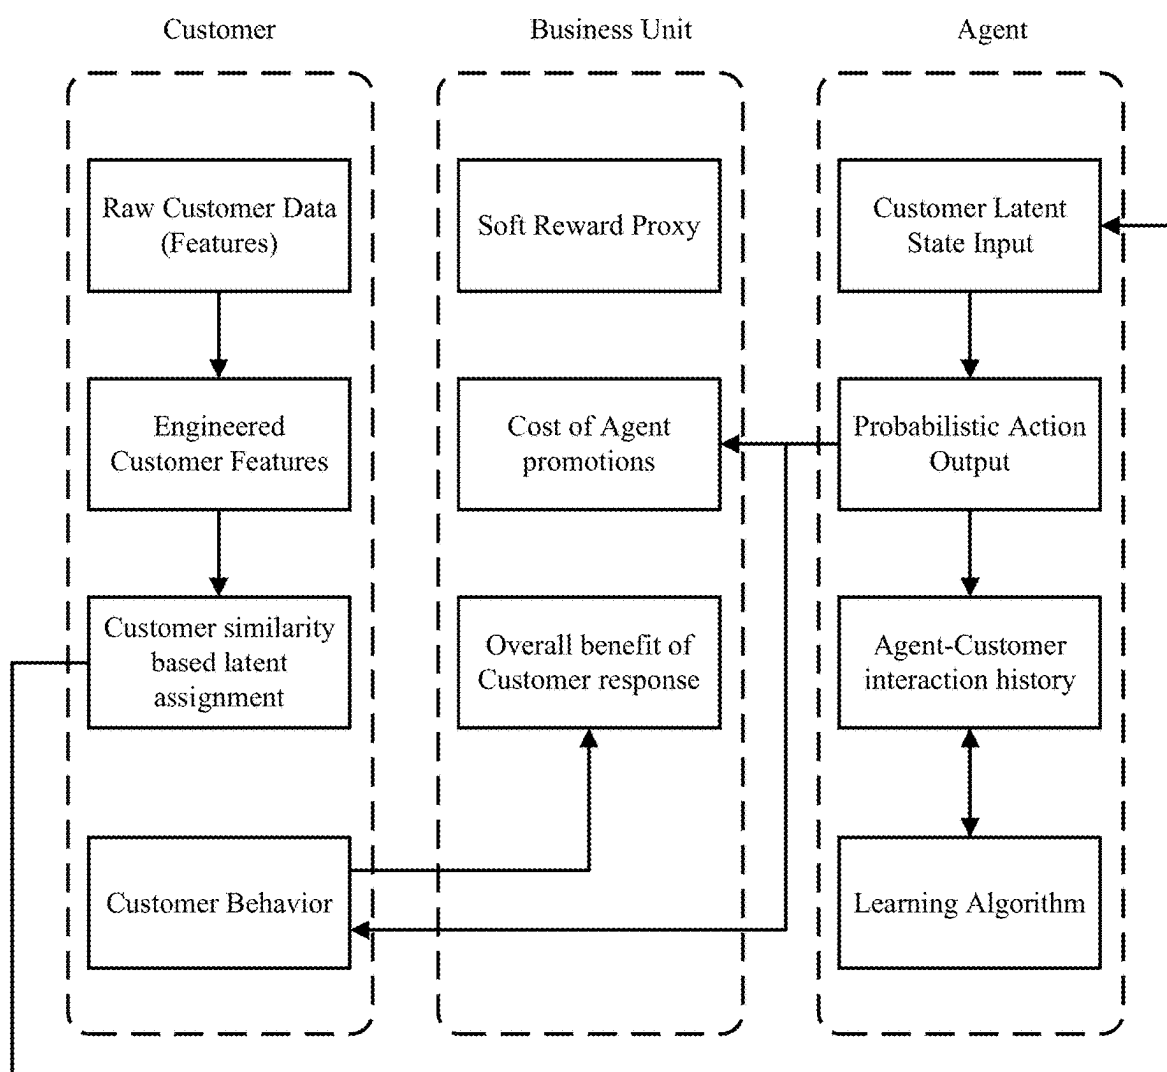 Customer
Business Unit
Agent
Raw Customer Data
(Features)
Soft Reward Proxy
Customer Latent
State Input
Engineered
Customer Features
Cost of Agent
promotions
Probabilistic Action
Output
Customer similarity
based latent
assignment
Overall benefit of
Customer response
Agent-Customer
interaction history
Customer Behavior
Learning Algorithm